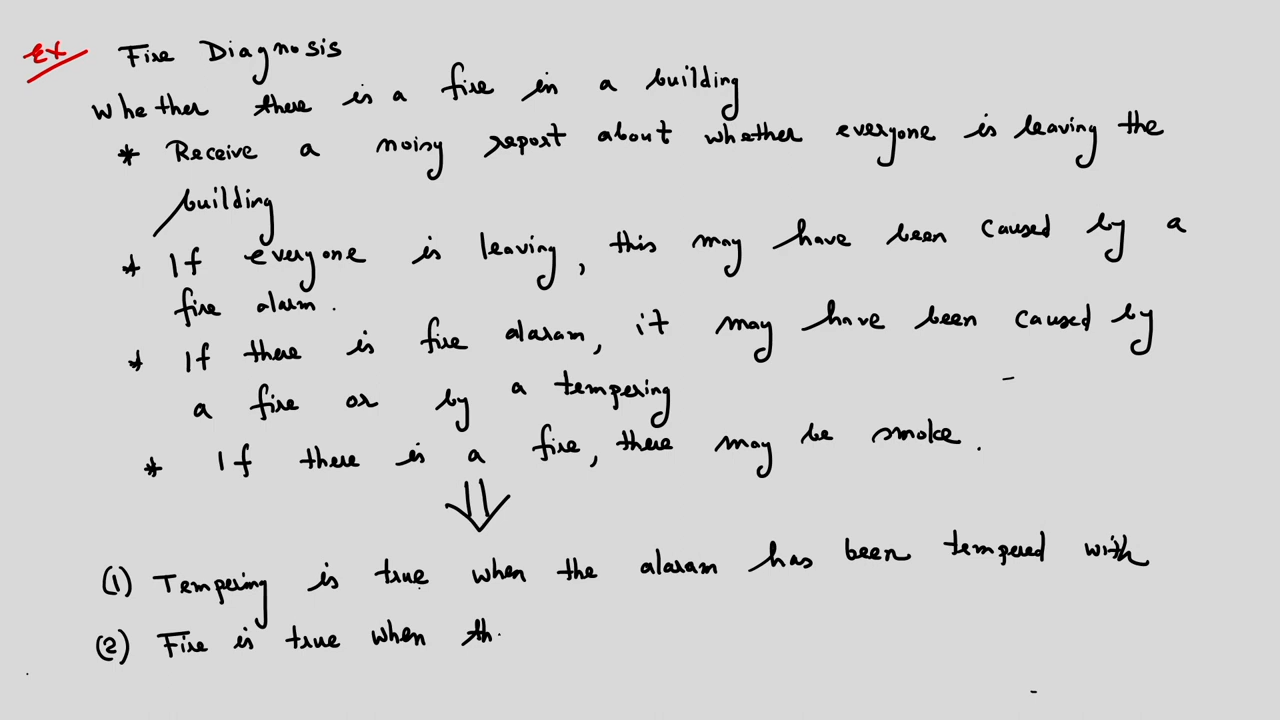 Ex Fire Diagnosis
Whether there is a fire in a building
* Receive a noisy report about whether everyone is leaving the
building
* If everyone is leaving, this may have been caused by a
fire alarm.
* If there is fire alaram, it may have been caused by
a fire or by a tempering
* If there is a fire, there may be smoke.
(1) Tempering is true when the alaram has been tempered with
(2) Fire is true when th